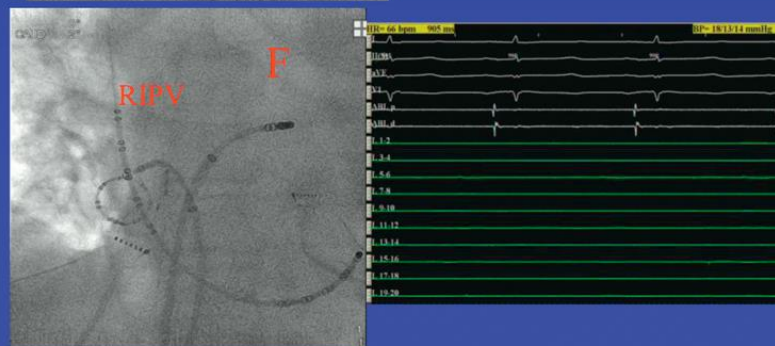 F
RIPV
HR= 66 bpm 905 ms
BP= 18/13/14 mmHg
I
aVF
V1
ABL p
ABL d
L 1-2
L 3-4
L 5-6
L 7-8
L 9-10
L 11-12
L 13-14
L 15-16
L 17-18
L 19-20